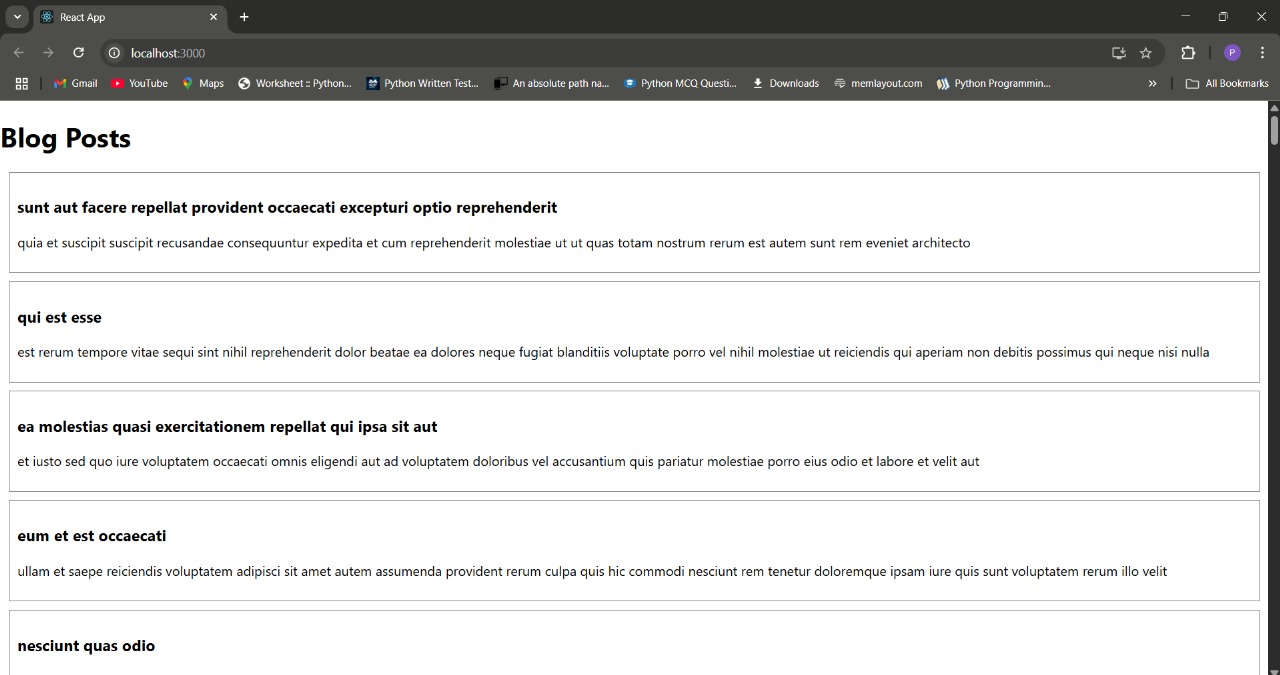 React App
localhost:3000
P
Gmail
YouTube
Maps
Worksheet :: Python...
Python Written Test...
An absolute path na...
Python MCQ Questi...
Downloads
memlayout.com
Python Programmin...
»
All Bookmarks
Blog Posts
sunt aut facere repellat provident occaecati excepturi optio reprehenderit
quia et suscipit suscipit recusandae consequuntur expedita et cum reprehenderit molestiae ut ut quas totam nostrum rerum est autem sunt rem eveniet architecto
qui est esse
est rerum tempore vitae sequi sint nihil reprehenderit dolor beatae ea dolores neque fugiat blanditiis voluptate porro vel nihil molestiae ut reiciendis qui aperiam non debitis possimus qui neque nisi nulla
ea molestias quasi exercitationem repellat qui ipsa sit aut
et iusto sed quo iure voluptatem occaecati omnis eligendi aut ad voluptatem doloribus vel accusantium quis pariatur molestiae porro eius odio et labore et velit aut
eum et est occaecati
ullam et saepe reiciendis voluptatem adipisci sit amet autem assumenda provident rerum culpa quis hic commodi nesciunt rem tenetur doloremque ipsam iure quis sunt voluptatem rerum illo velit
nesciunt quas odio